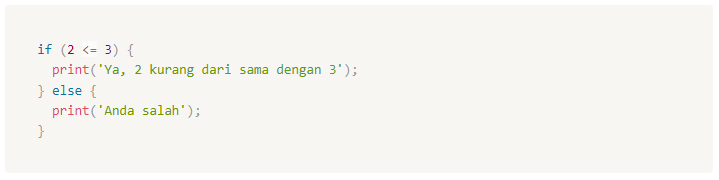 if (2 <= 3) {
  print('Ya, 2 kurang dari sama dengan 3');
} else {
  print('Anda salah');
}